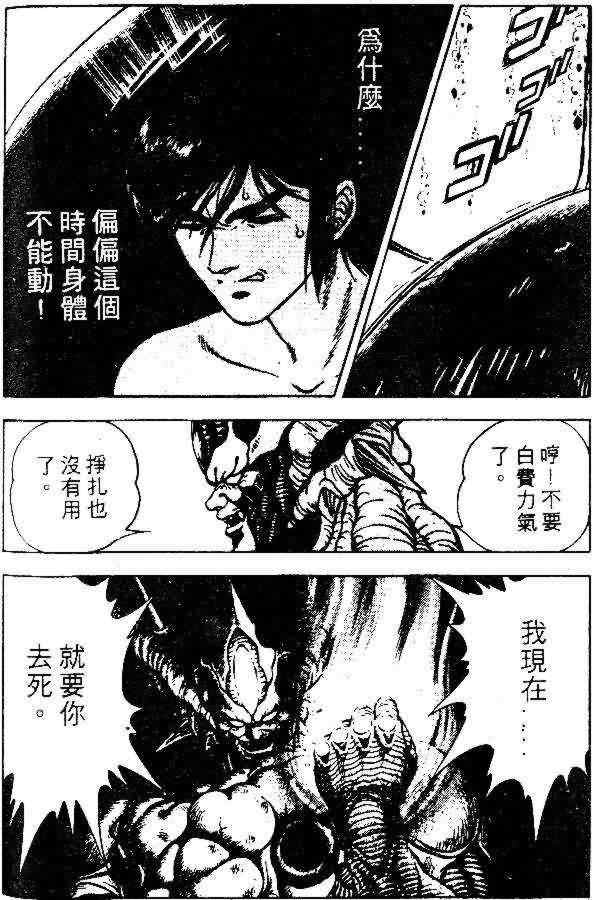 ゴゴゴ
爲什麼....
偏偏這個
時間身體
不能動！
哼！不要
白費力氣
了。
掙扎也
沒有用
了。
我現在....
就要你
去死。